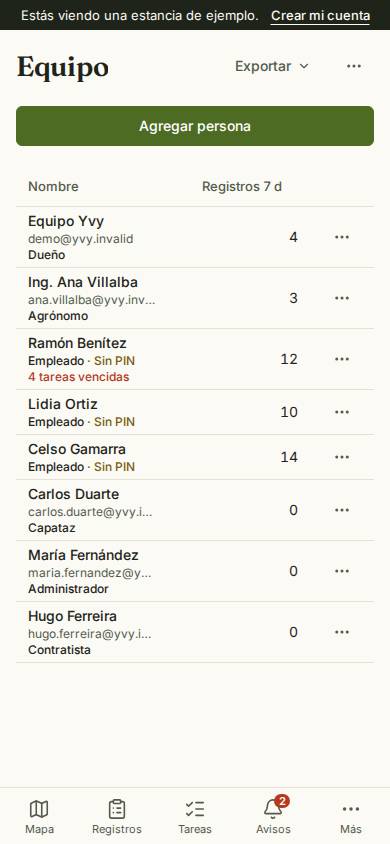 Estás viendo una estancia de ejemplo. Crear mi cuenta
Equipo
Exportar
Agregar persona
Nombre Registros 7 d
Equipo Yvy
demo@yvy.invalid
Dueño
4
Ing. Ana Villalba
ana.villalba@yvy.inv...
Agrónomo
3
Ramón Benítez
Empleado · Sin PIN
4 tareas vencidas
12
Lidia Ortiz
Empleado · Sin PIN
10
Celso Gamarra
Empleado · Sin PIN
14
Carlos Duarte
carlos.duarte@yvy.i...
Capataz
0
María Fernández
maria.fernandez@y...
Administrador
0
Hugo Ferreira
hugo.ferreira@yvy.i...
Contratista
0
2
Mapa Registros Tareas Avisos Más